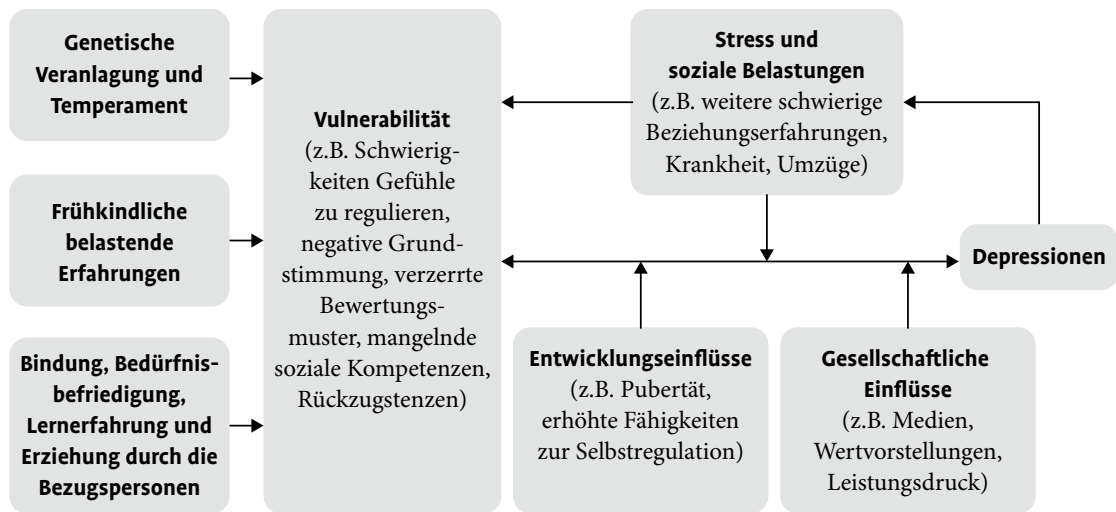 Genetische
Veranlagung und
Temperament
Frühkindliche
belastende
Erfahrungen
Bindung, Bedürfnis-
befriedigung,
Lernerfahrung und
Erziehung durch die
Bezugspersonen
Vulnerabilität
(z.B. Schwierig-
keiten Gefühle
zu regulieren,
negative Grund-
stimmung, verzerrte
Bewertungs-
muster, mangelnde
soziale Kompetenzen,
Rückzugstenzen)
Stress und
soziale Belastungen
(z.B. weitere schwierige
Beziehungserfahrungen,
Krankheit, Umzüge)
Depressionen
Entwicklungseinflüsse
(z.B. Pubertät,
erhöhte Fähigkeiten
zur Selbstregulation)
Gesellschaftliche
Einflüsse
(z.B. Medien,
Wertvorstellungen,
Leistungsdruck)